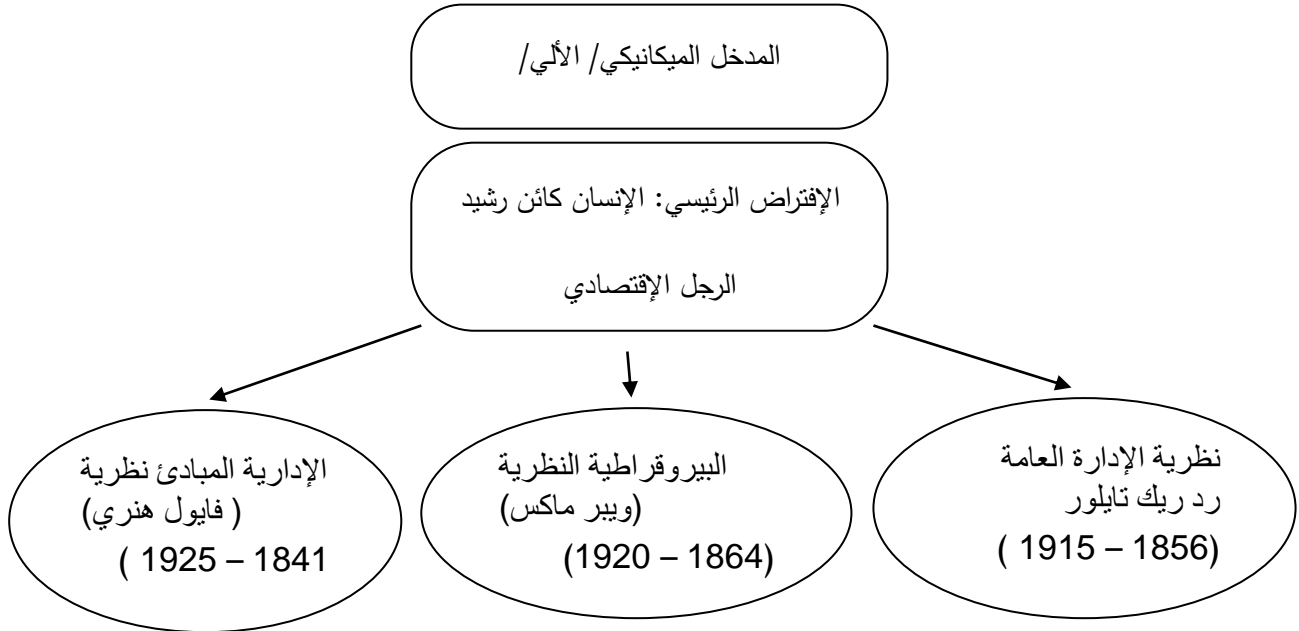 المدخل الميكانيكي/ الألي/
الإفتراض الرئيسي: الإنسان كائن رشيد
الرجل الإقتصادي
نظرية الإدارة العامة
رد ريك تايلور
(1856 – 1915 )
البيروقراطية النظرية
(ويبر ماكس)
(1864 – 1920)
الإدارية المبادئ نظرية
( فايول هنري)
1841 – 1925 )